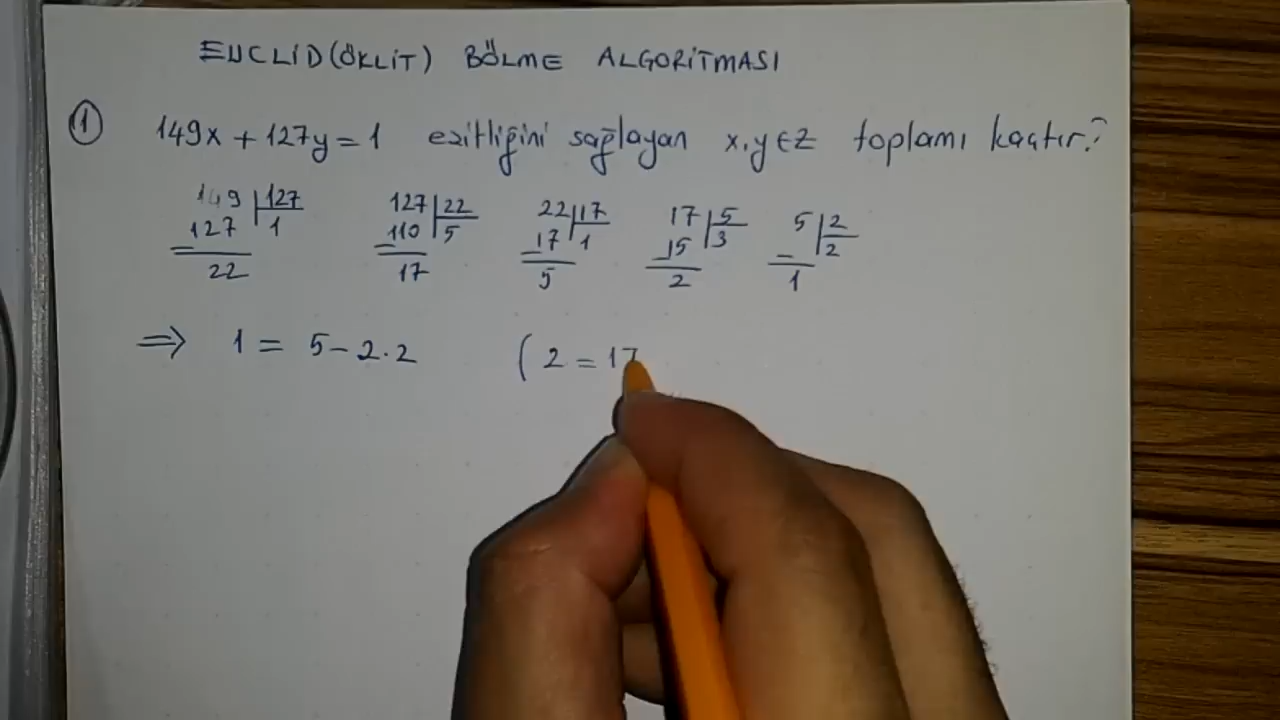 EUCLİD(ÖKLİT) BÖLME ALGORİTMASI
① 149x + 127y = 1 eşitliğini sağlayan x,y∈Z toplamı kaçtır?
149 127 127 22 22 17 17 5 5 2
127 1 110 5 17 1 15 3 2
22 17 5 2 1
⇒ 1 = 5 - 2.2 ( 2 = 17